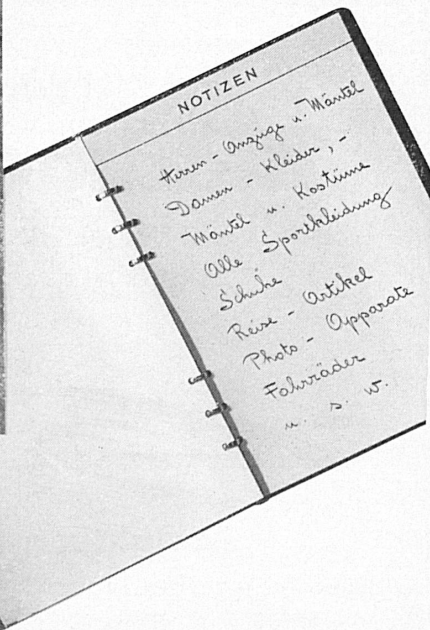 NOTIZEN
Herren - Anzüge u. Mäntel
Damen - Kleider, -
Mäntel u. Kostüme
Alle Sportkleidung
Schuhe
Reise - Artikel
Photo - Apparate
Fahrräder
u. s. w.